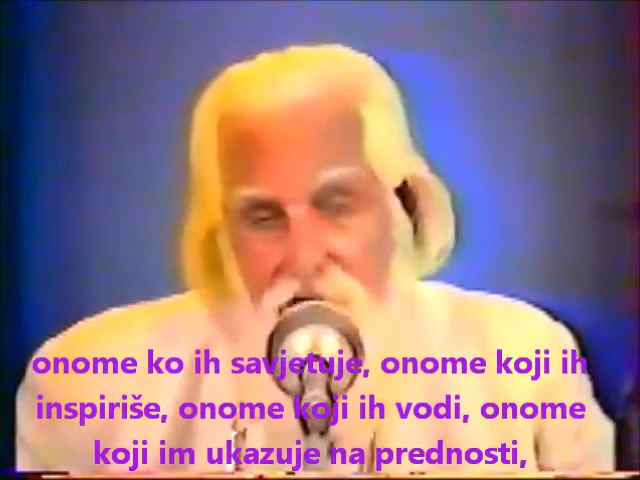 onome ko ih savjetuje, onome koji ih
inspiriše, onome koji ih vodi, onome
koji im ukazuje na prednosti,